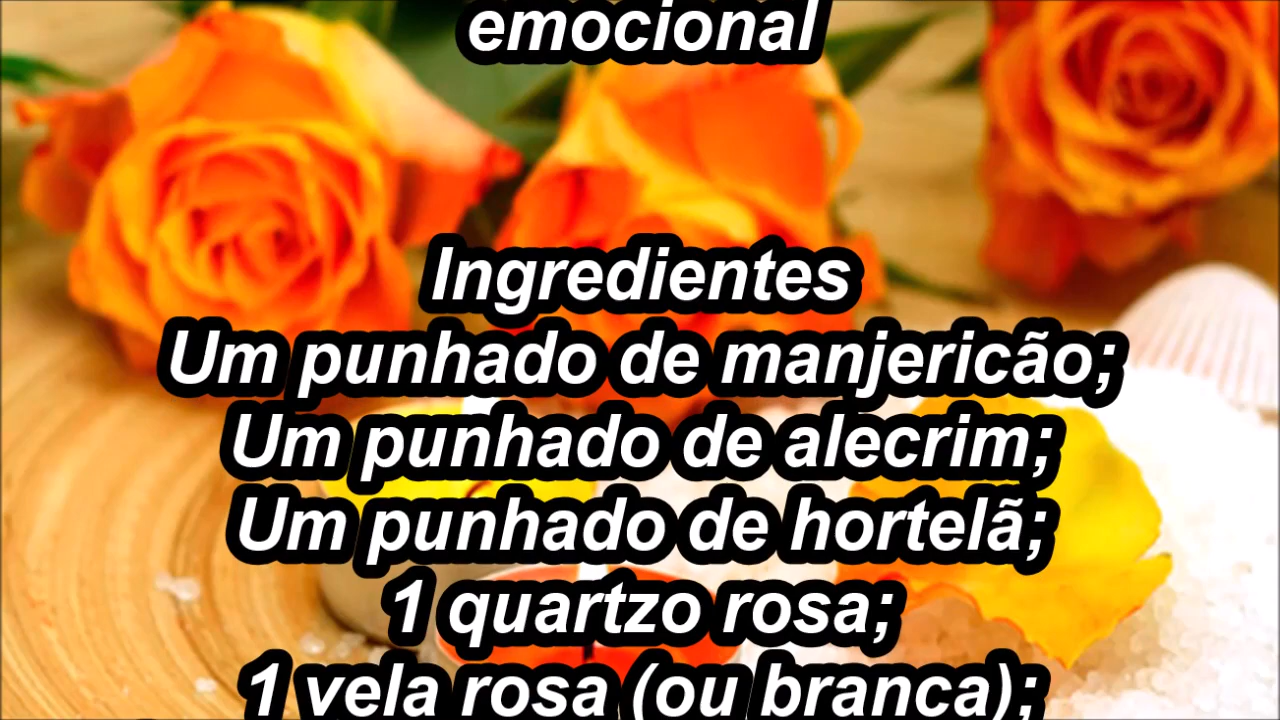 emocional
Ingredientes
Um punhado de manjericão;
Um punhado de alecrim;
Um punhado de hortelã;
1 quartzo rosa;
1 vela rosa (ou branca);